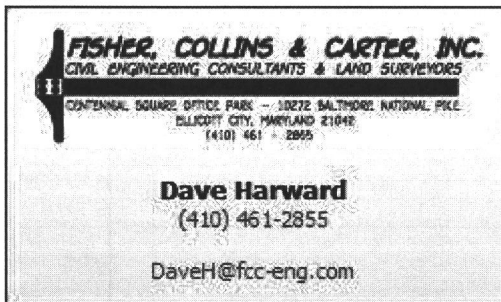 FISHER, COLLINS & CARTER, INC.
CIVIL ENGINEERING CONSULTANTS & LAND SURVEYORS
CENTENNIAL SQUARE OFFICE PARK - 10272 BALTIMORE NATIONAL PIKE
ELLICOTT CITY, MARYLAND 21042
(410) 461 - 2855
Dave Harward
(410) 461-2855
DaveH@fcc-eng.com